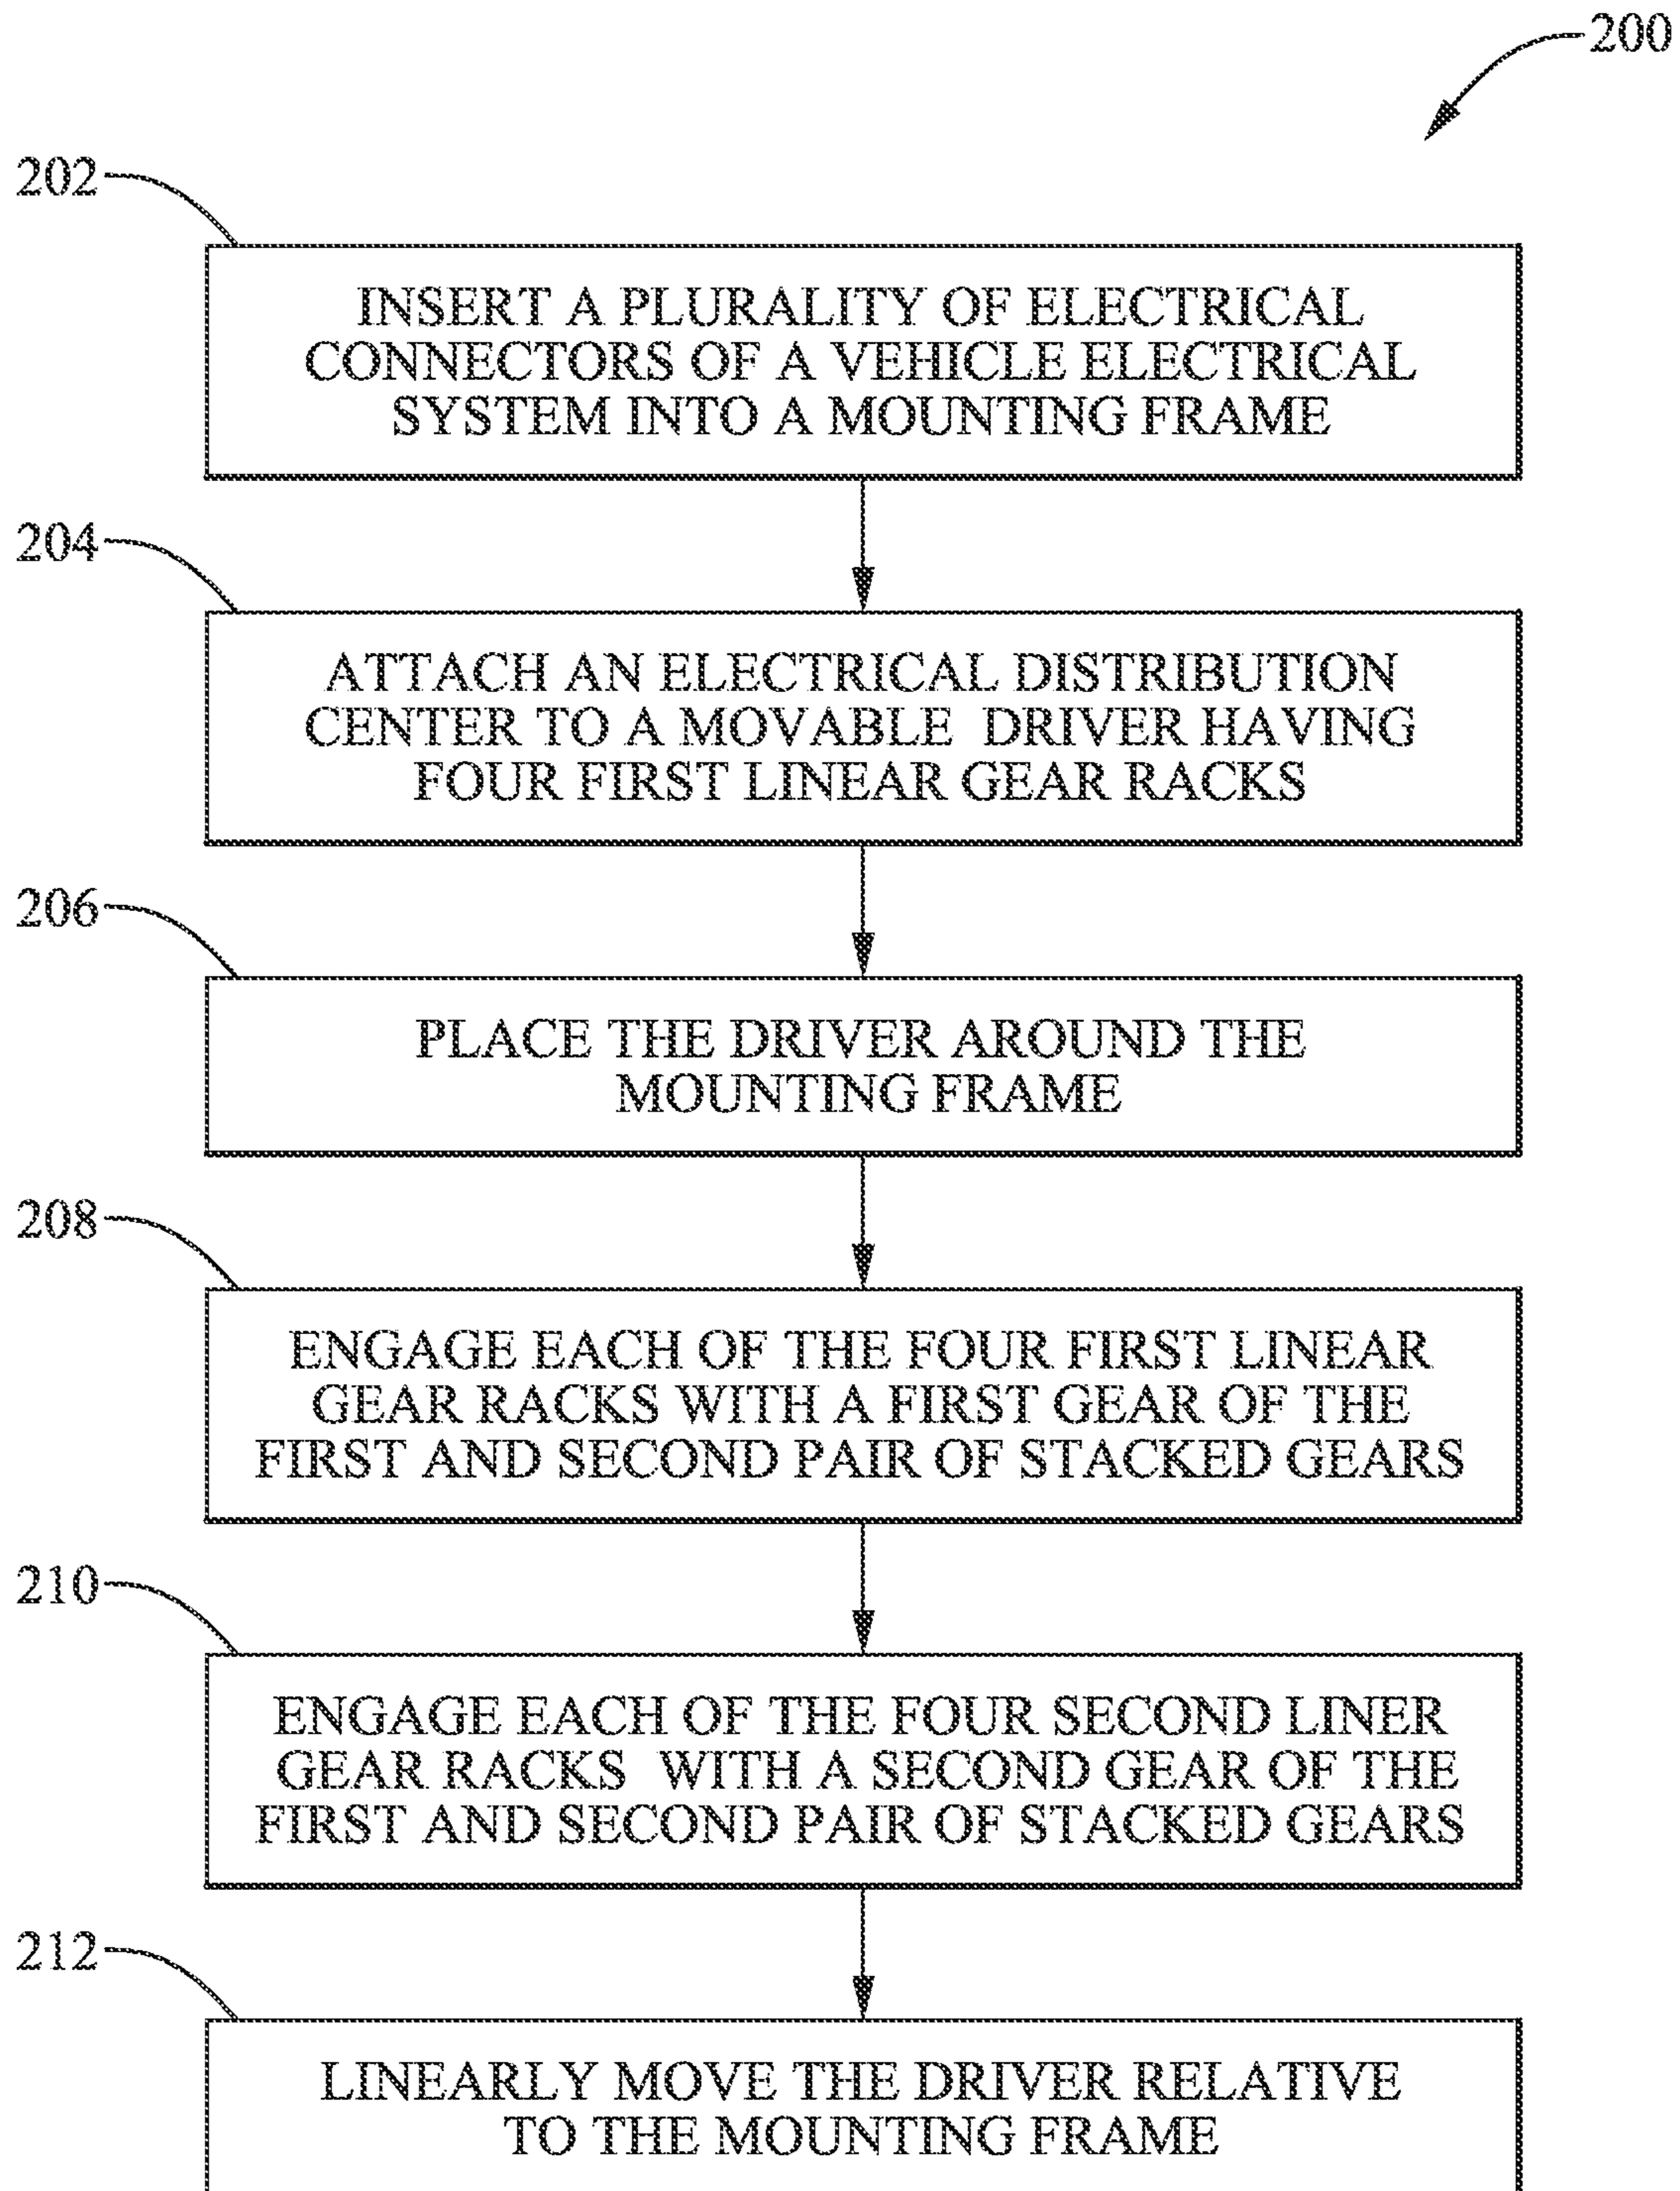 200
202
INSERT A PLURALITY OF ELECTRICAL
CONNECTORS OF A VEHICLE ELECTRICAL
SYSTEM INTO A MOUNTING FRAME
204
ATTACH AN ELECTRICAL DISTRIBUTION
CENTER TO A MOVABLE DRIVER HAVING
FOUR FIRST LINEAR GEAR RACKS
206
PLACE THE DRIVER AROUND THE
MOUNTING FRAME
208
ENGAGE EACH OF THE FOUR FIRST LINEAR
GEAR RACKS WITH A FIRST GEAR OF THE
FIRST AND SECOND PAIR OF STACKED GEARS
210
ENGAGE EACH OF THE FOUR SECOND LINER
GEAR RACKS WITH A SECOND GEAR OF THE
FIRST AND SECOND PAIR OF STACKED GEARS
212
LINEARLY MOVE THE DRIVER RELATIVE
TO THE MOUNTING FRAME